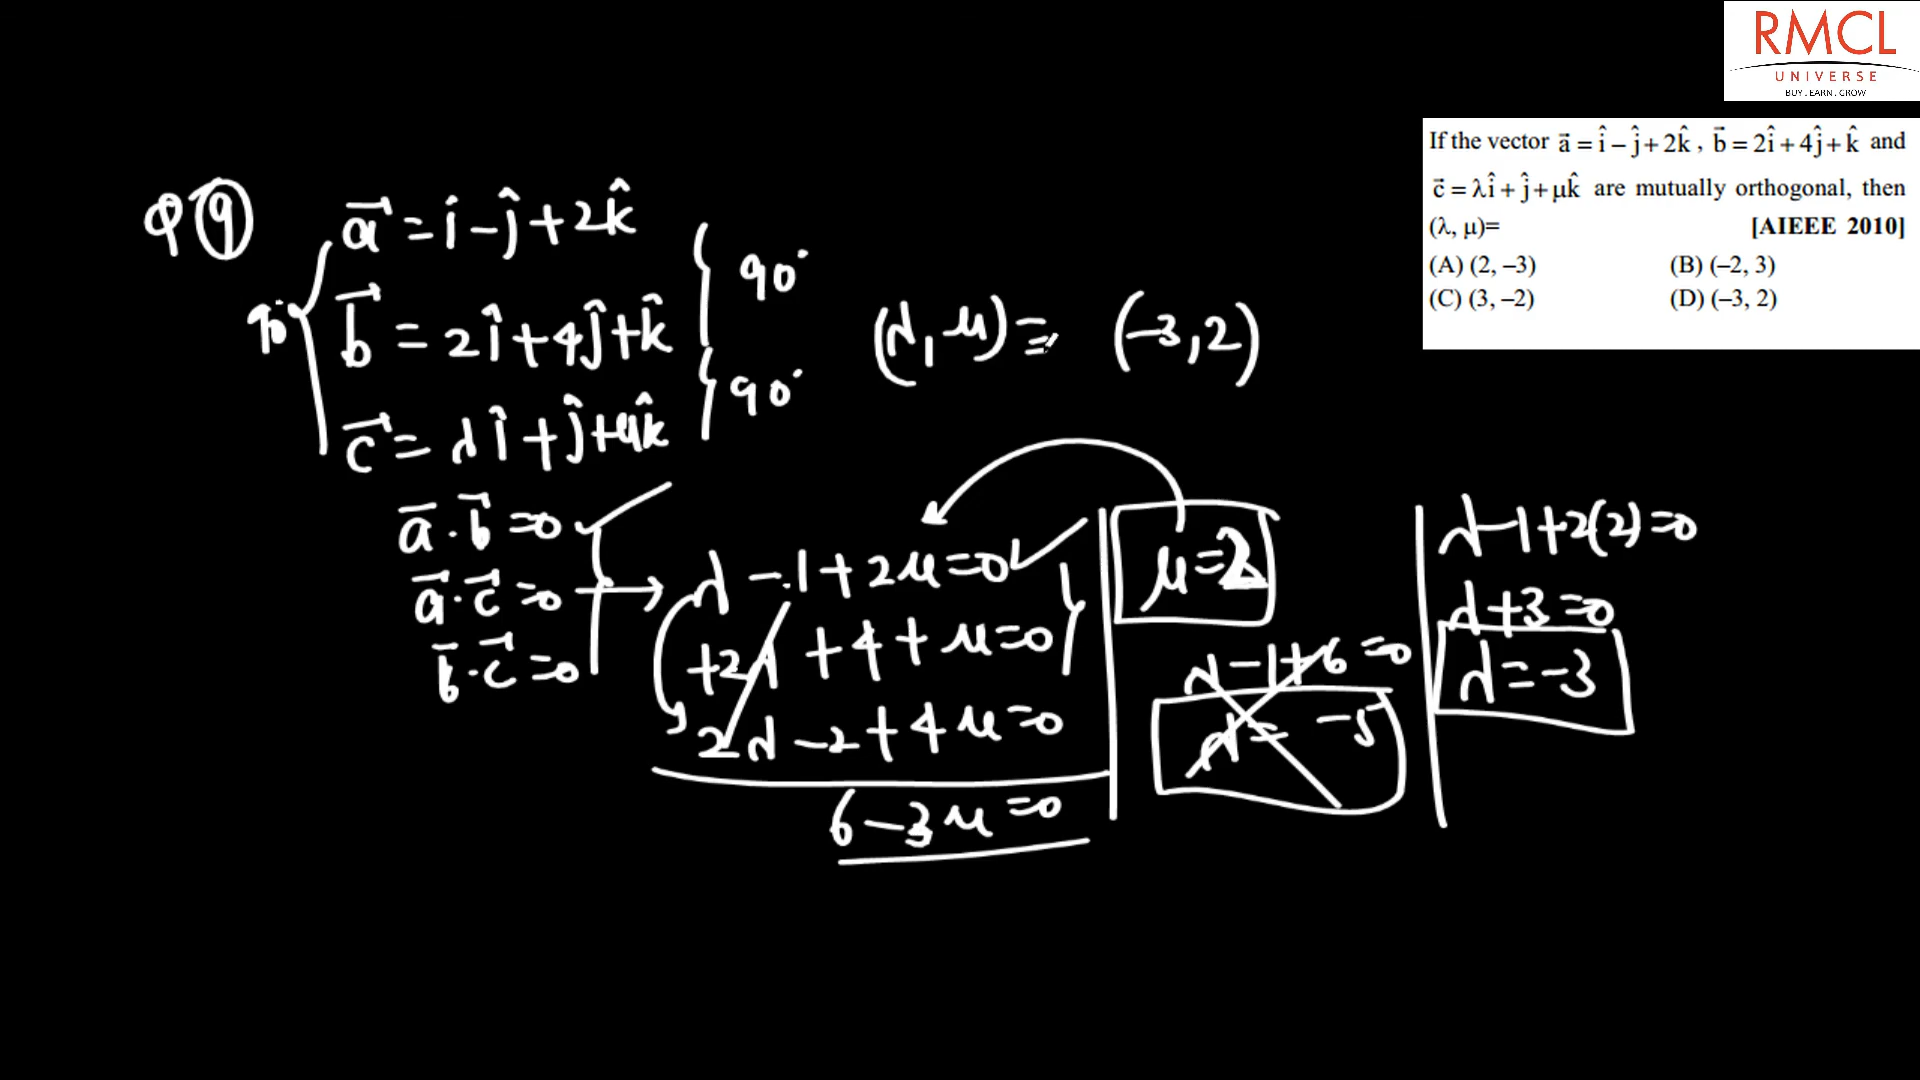 RMCL
UNIVERSE
BUY . EARN . GROW
If the vector a⃗ = î − ĵ + 2k̂ , b⃗ = 2î + 4ĵ + k̂ and
c⃗ = λî + ĵ + μk̂ are mutually orthogonal, then
(λ, μ)= [AIEEE 2010]
(A) (2, –3) (B) (–2, 3)
(C) (3, –2) (D) (–3, 2)
Q 9
a⃗ = î − ĵ + 2k̂
90°
b⃗ = 2î + 4ĵ + k̂
90°
(λ, μ) = (−3, 2)
c⃗ = λî + ĵ + μk̂
90°
a⃗ · b⃗ = 0
a⃗ · c⃗ = 0
b⃗ · c⃗ = 0
λ − 1 + 2μ = 0
+2λ + 4 + μ = 0
2λ − 2 + 4μ = 0
6 − 3μ = 0
μ = 2
λ − 1 + 6 = 0
λ = −5
λ − 1 + 2(2) = 0
λ + 3 = 0
λ = −3